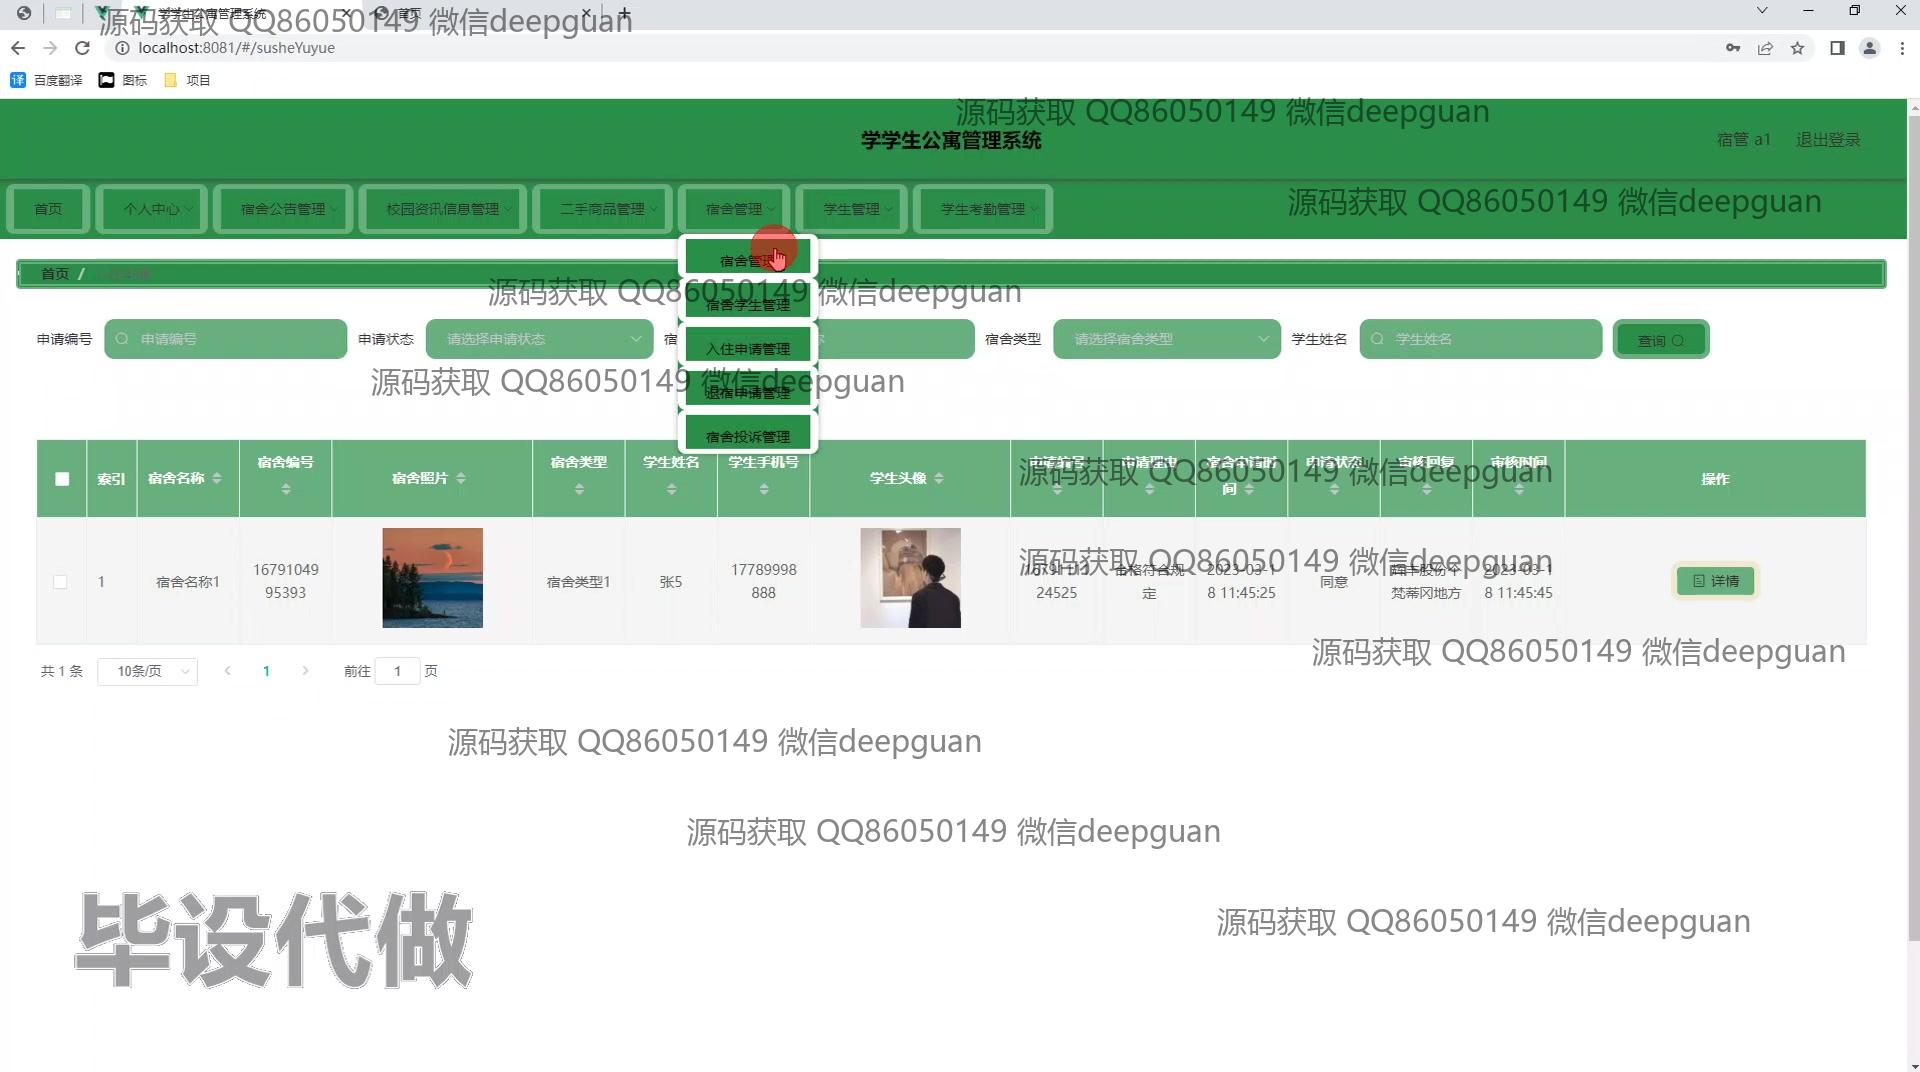 学学生公寓管理系统
首页
源码获取 QQ86050149 微信deepguan
localhost:8081/#/susheYuyue
百度翻译 图标 项目
源码获取 QQ86050149 微信deepguan
学学生公寓管理系统
宿管 a1 退出登录
首页 个人中心 宿舍公告管理 校园资讯信息管理 二手商品管理 宿舍管理 学生管理 学生考勤管理
源码获取 QQ86050149 微信deepguan
宿舍管理
首页 /
源码获取 QQ86050149 微信deepguan
宿舍学生管理
申请编号 申请编号 申请状态 请选择申请状态 宿舍类型 请选择宿舍类型 学生姓名 学生姓名 查询
入住申请管理
源码获取 QQ86050149 微信deepguan
退宿申请管理
宿舍投诉管理
索引 宿舍名称 宿舍编号 宿舍照片 宿舍类型 学生姓名 学生手机号 学生头像 申请编号 申请理由 宿舍申请时间 申请状态 审核回复 审核时间 操作
源码获取 QQ86050149 微信deepguan
源码获取 QQ86050149 微信deepguan
1 宿舍名称1 1679104995393 宿舍类型1 张5 17789998888
24525
定
2023-03-18 11:45:25
同意
梵蒂冈地方
2023-03-18 11:45:45
详情
源码获取 QQ86050149 微信deepguan
共 1 条 10条/页 1 前往 1 页
源码获取 QQ86050149 微信deepguan
源码获取 QQ86050149 微信deepguan
源码获取 QQ86050149 微信deepguan
毕设代做